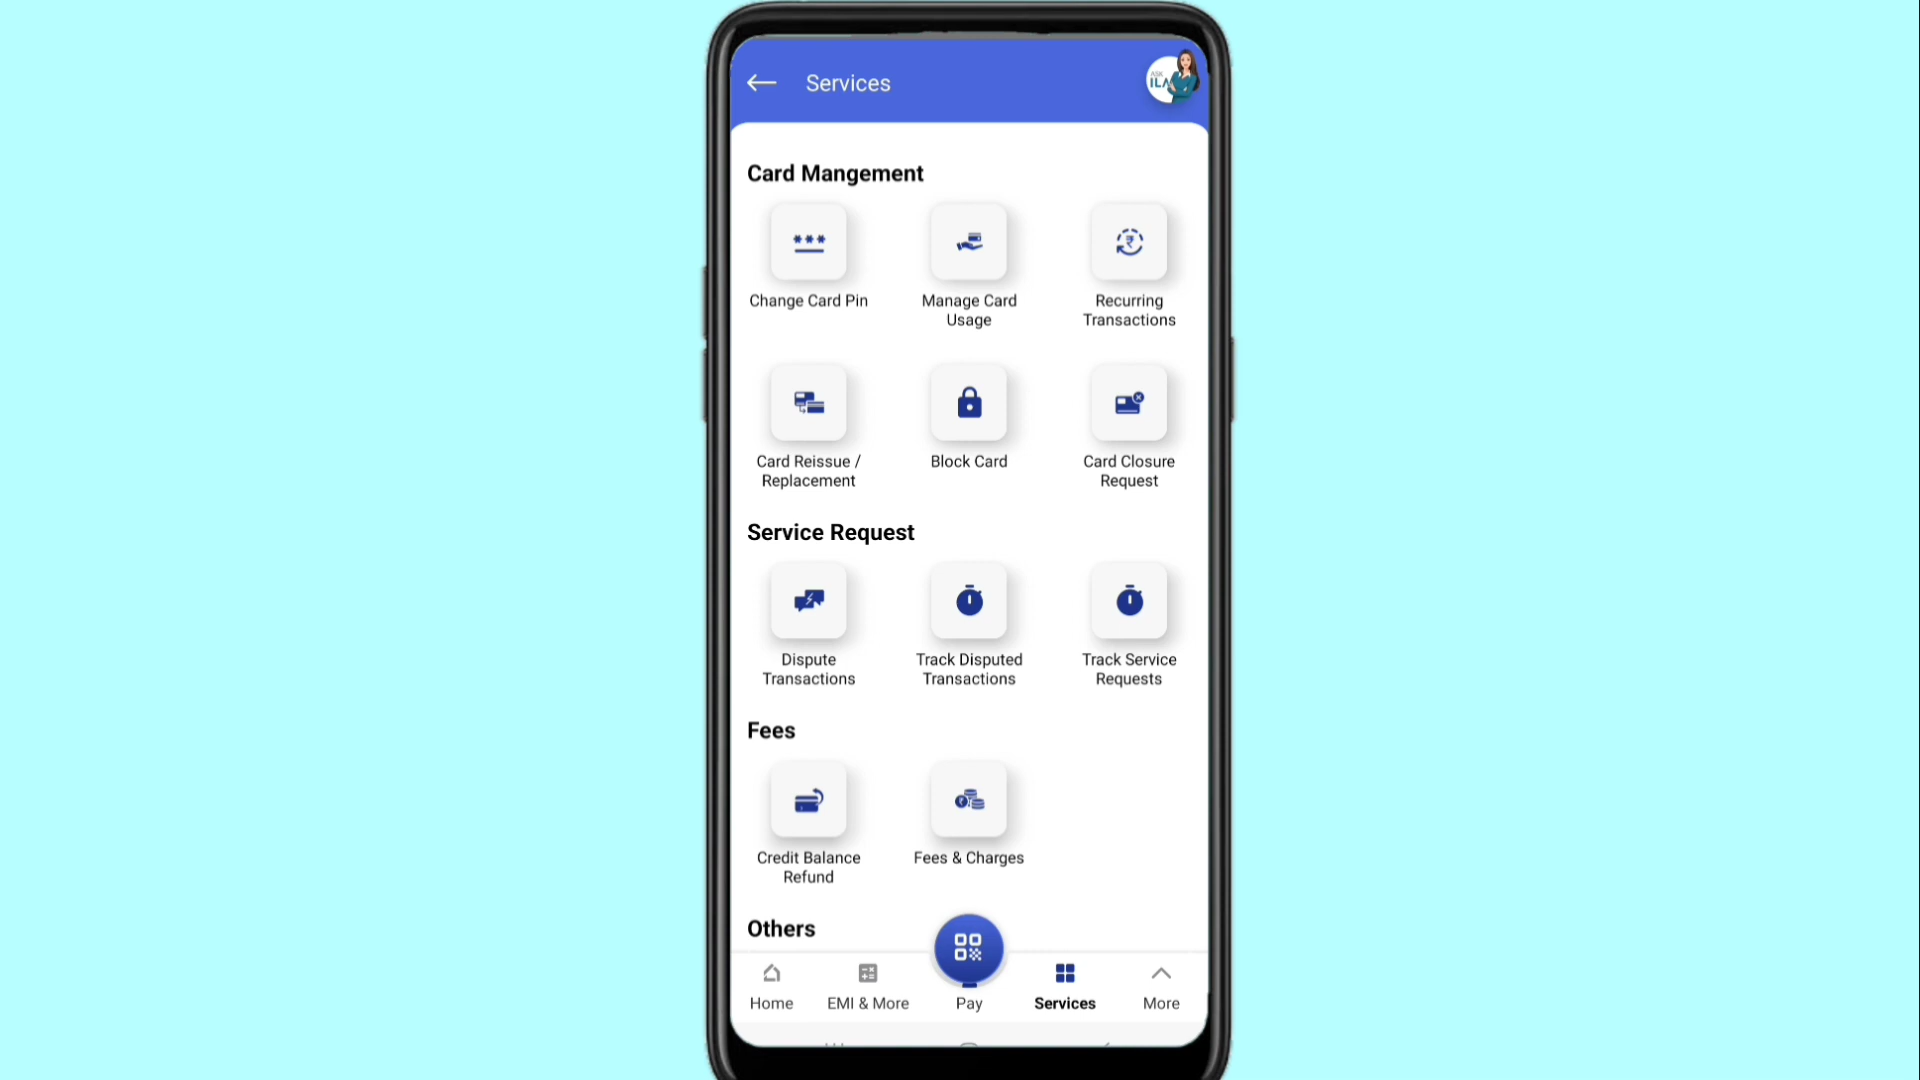 Services
ASK
ILA
Card Mangement
Change Card Pin
Manage Card
Usage
Recurring
Transactions
Card Reissue /
Replacement
Block Card
Card Closure
Request
Service Request
Dispute
Transactions
Track Disputed
Transactions
Track Service
Requests
Fees
Credit Balance
Refund
Fees & Charges
Others
Home
EMI & More
Pay
Services
More